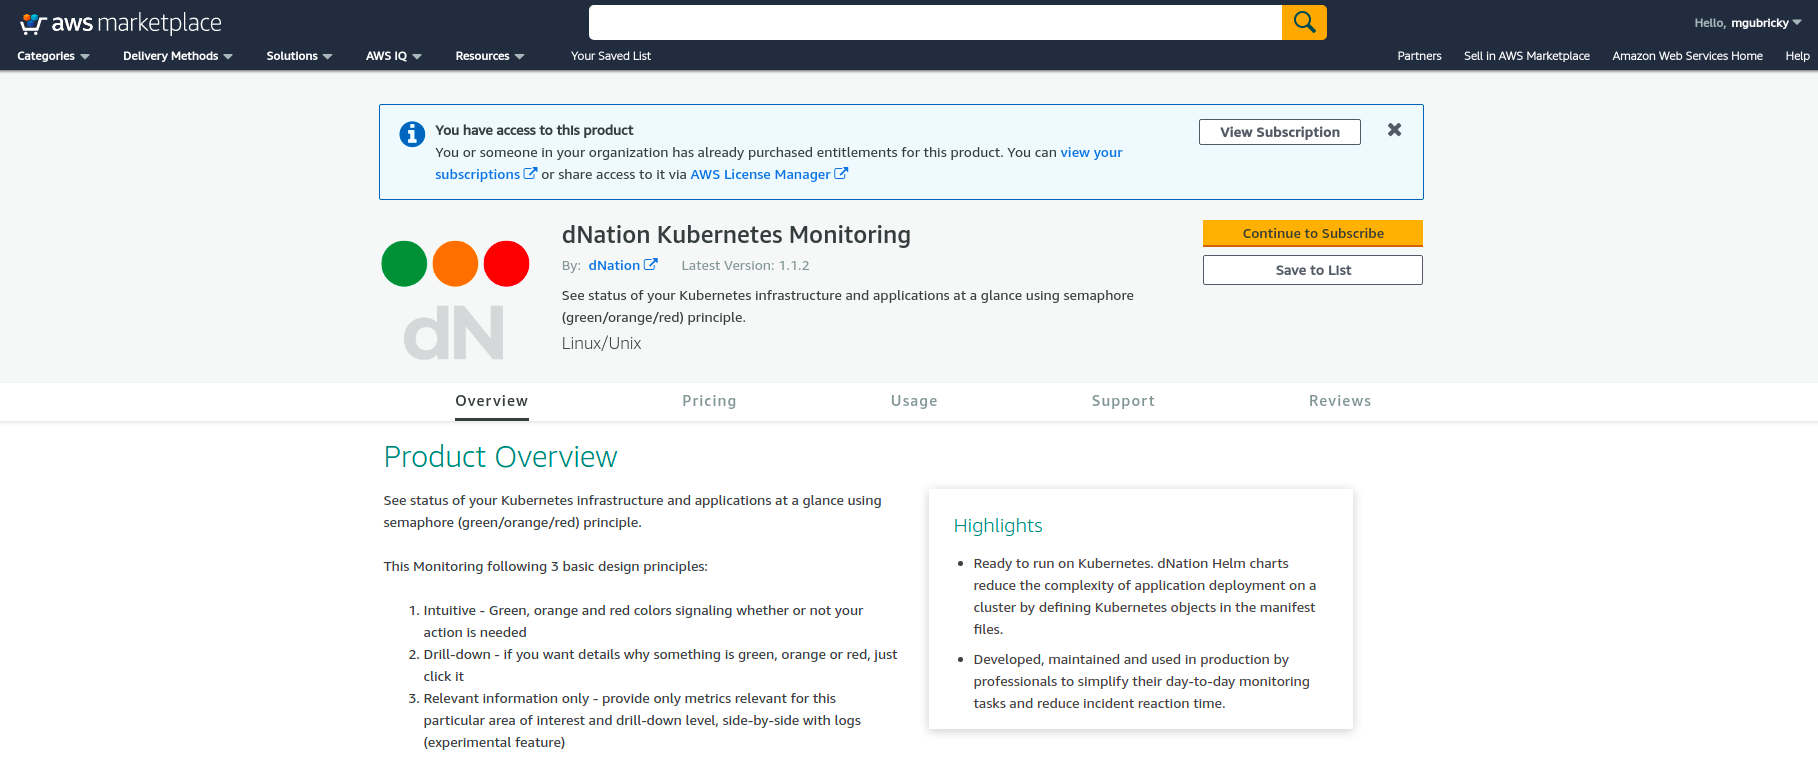 aws marketplace
Hello, mgubricky
Categories Delivery Methods Solutions AWS IQ Resources Your Saved List Partners Sell in AWS Marketplace Amazon Web Services Home Help
You have access to this product
View Subscription
You or someone in your organization has already purchased entitlements for this product. You can view your
subscriptions or share access to it via AWS License Manager
dNation Kubernetes Monitoring
Continue to Subscribe
By: dNation Latest Version: 1.1.2
Save to List
See status of your Kubernetes infrastructure and applications at a glance using semaphore
(green/orange/red) principle.
Linux/Unix
dN
Overview Pricing Usage Support Reviews
Product Overview
See status of your Kubernetes infrastructure and applications at a glance using
semaphore (green/orange/red) principle.
This Monitoring following 3 basic design principles:
1. Intuitive - Green, orange and red colors signaling whether or not your
action is needed
2. Drill-down - if you want details why something is green, orange or red, just
click it
3. Relevant information only - provide only metrics relevant for this
particular area of interest and drill-down level, side-by-side with logs
(experimental feature)
Highlights
• Ready to run on Kubernetes. dNation Helm charts
reduce the complexity of application deployment on a
cluster by defining Kubernetes objects in the manifest
files.
• Developed, maintained and used in production by
professionals to simplify their day-to-day monitoring
tasks and reduce incident reaction time.